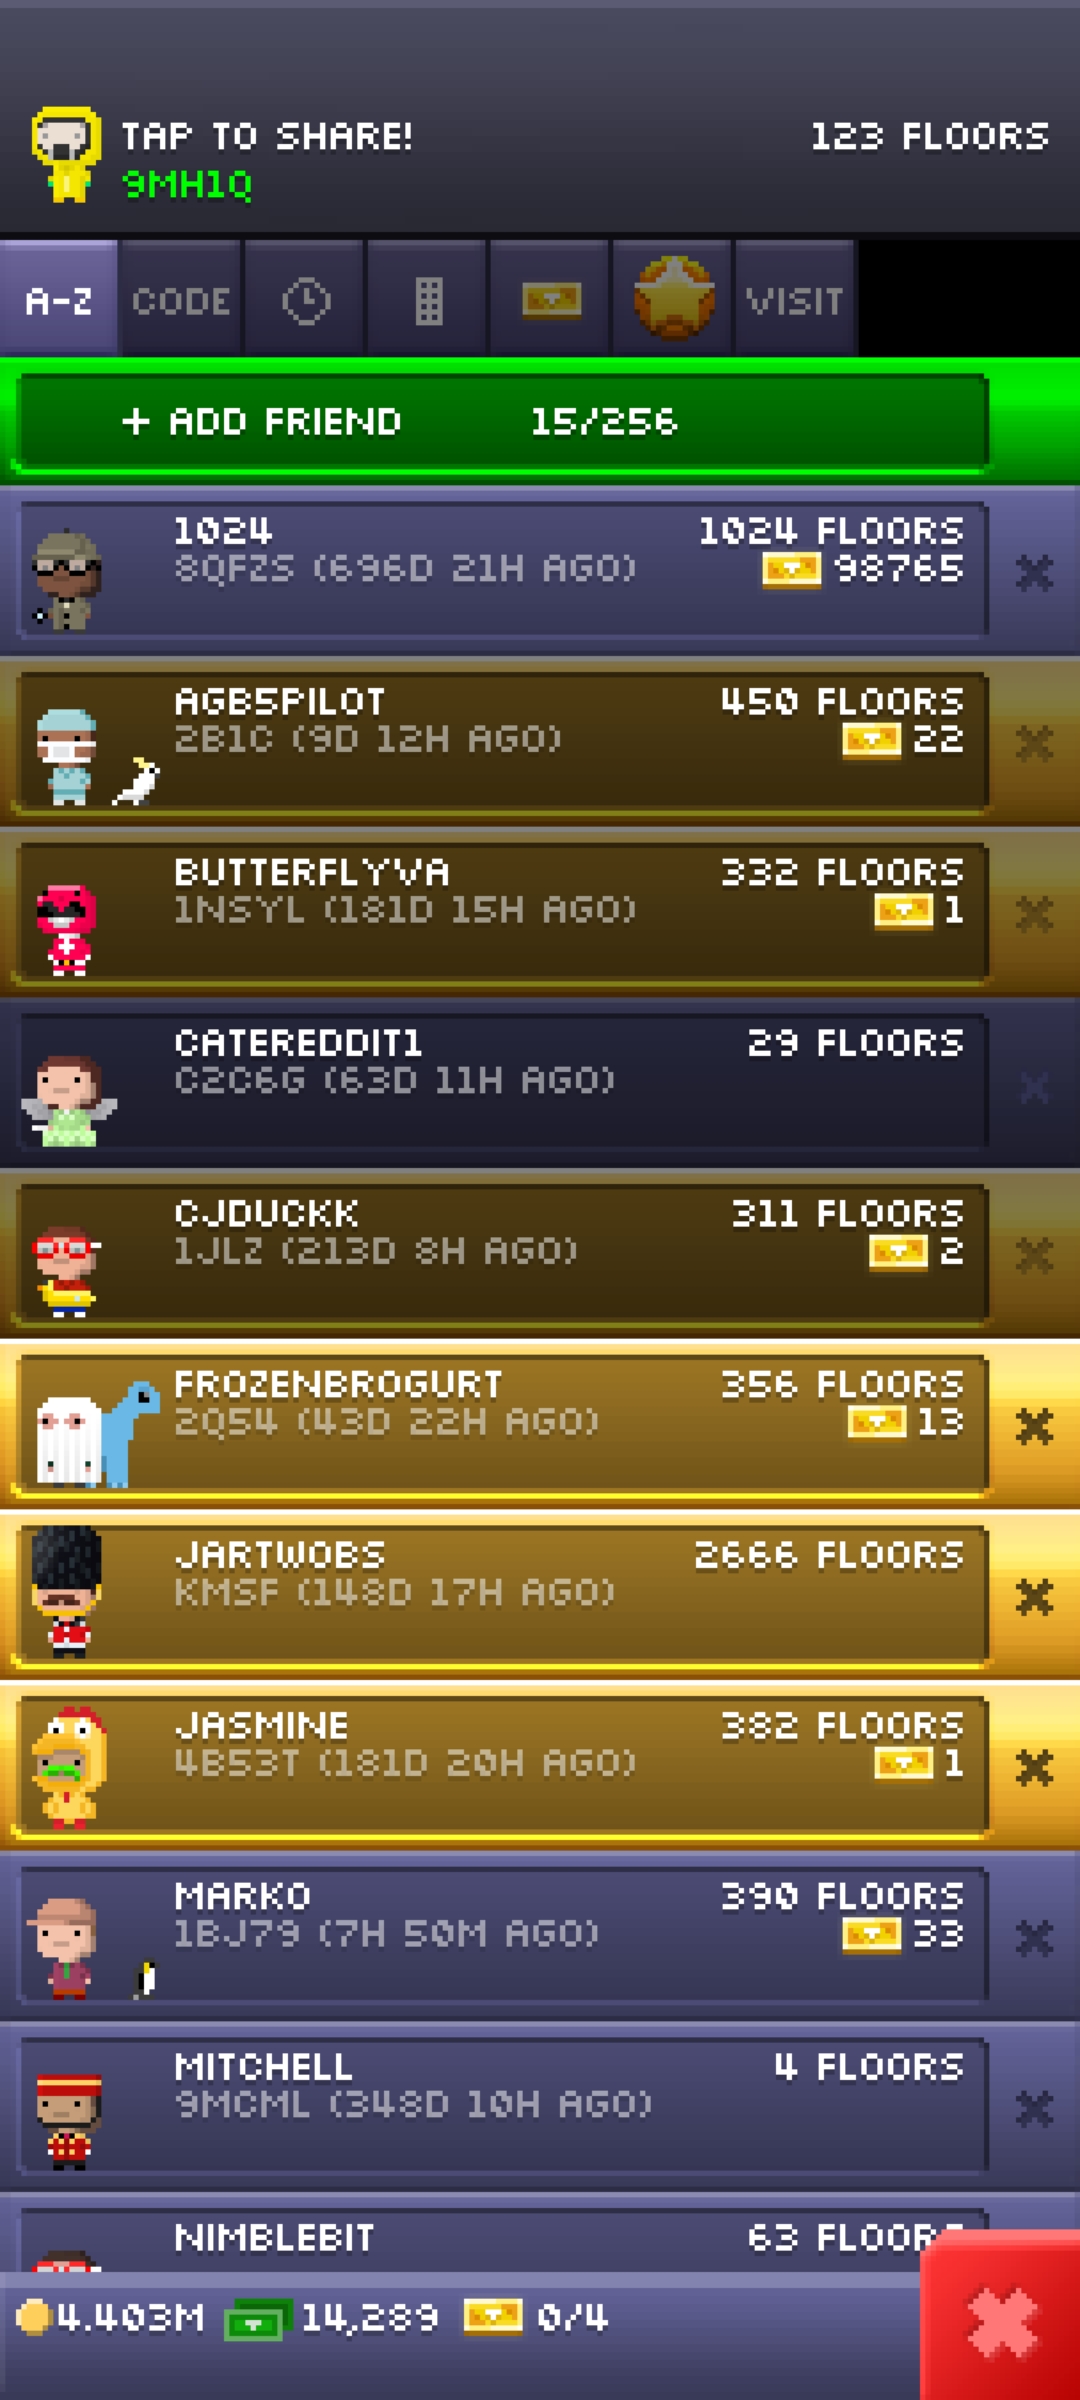 TAP TO SHARE!
123 FLOORS
9MH1Q
A-Z CODE VISIT
+ ADD FRIEND 15/256
1024 1024 FLOORS
8QFZS (696D 21H AGO) 98765
AGB5PILOT 450 FLOORS
2B1C (9D 12H AGO) 22
BUTTERFLYVA 332 FLOORS
1NSYL (181D 15H AGO) 1
CATEREDDIT1 29 FLOORS
C2C6G (63D 11H AGO)
CJDUCKK 311 FLOORS
1JLZ (213D 8H AGO) 2
FROZENBROGURT 356 FLOORS
2Q54 (43D 22H AGO) 13
JARTWOBS 2666 FLOORS
KMSF (148D 17H AGO)
JASMINE 382 FLOORS
4B53T (181D 20H AGO) 1
MARKO 390 FLOORS
1BJ79 (7H 50M AGO) 33
MITCHELL 4 FLOORS
9MCML (348D 10H AGO)
NIMBLEBIT 63 FLOORS
4.403M 14,289 0/4